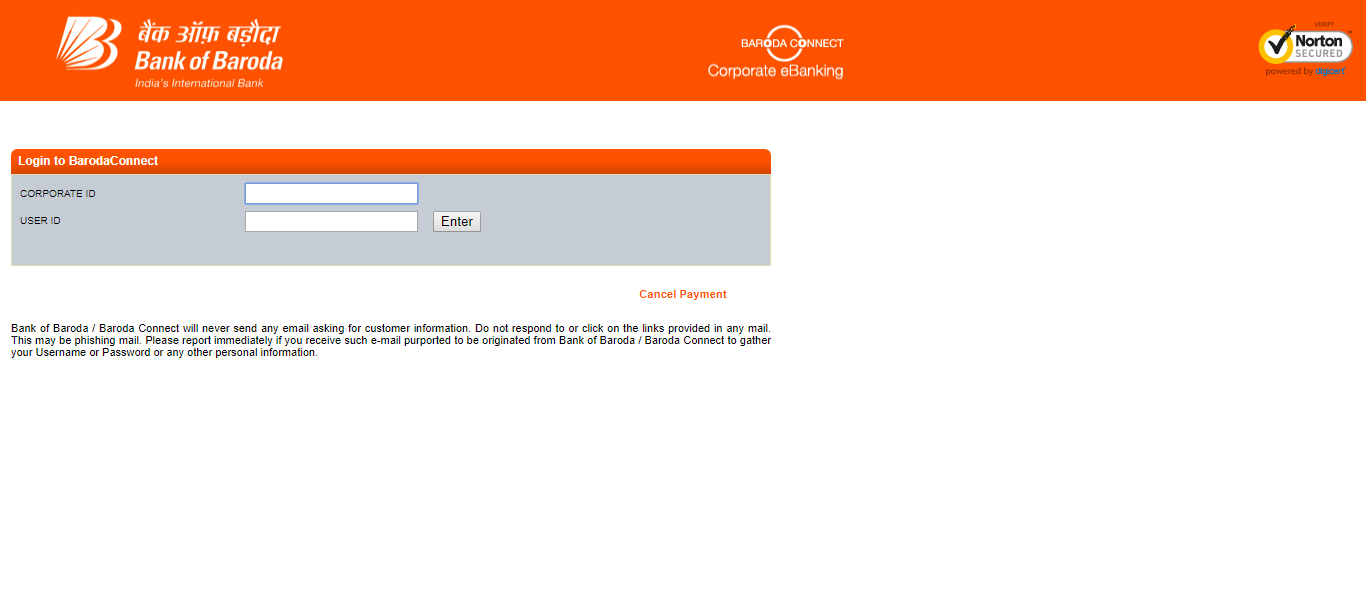 बैंक ऑफ़ बड़ौदा
Bank of Baroda
India's International Bank
BARODA CONNECT
Corporate eBanking
VERIFY
Norton
SECURED
powered by digicert
Login to BarodaConnect
CORPORATE ID
USER ID
Enter
Cancel Payment
Bank of Baroda / Baroda Connect will never send any email asking for customer information. Do not respond to or click on the links provided in any mail.
This may be phishing mail. Please report immediately if you receive such e-mail purported to be originated from Bank of Baroda / Baroda Connect to gather
your Username or Password or any other personal information.